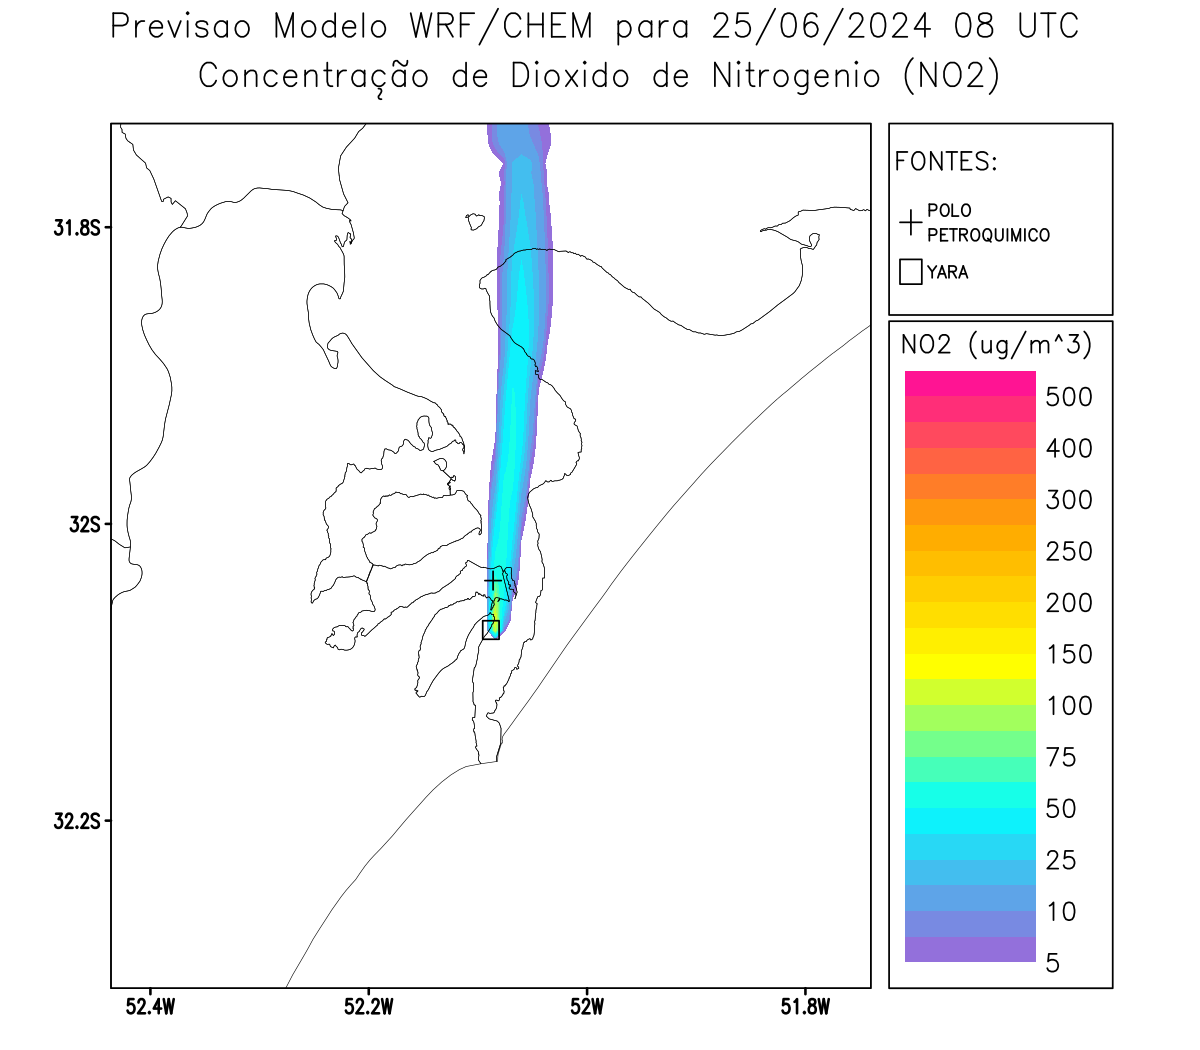 Previsao Modelo WRF/CHEM para 25/06/2024 08 UTC
Concentração de Dioxido de Nitrogenio (NO2)
FONTES:
POLO
PETROQUIMICO
YARA
31.8S
32S
32.2S
52.4W
52.2W
52W
51.8W
NO2 (ug/m^3)
500
400
300
250
200
150
100
75
50
25
10
5